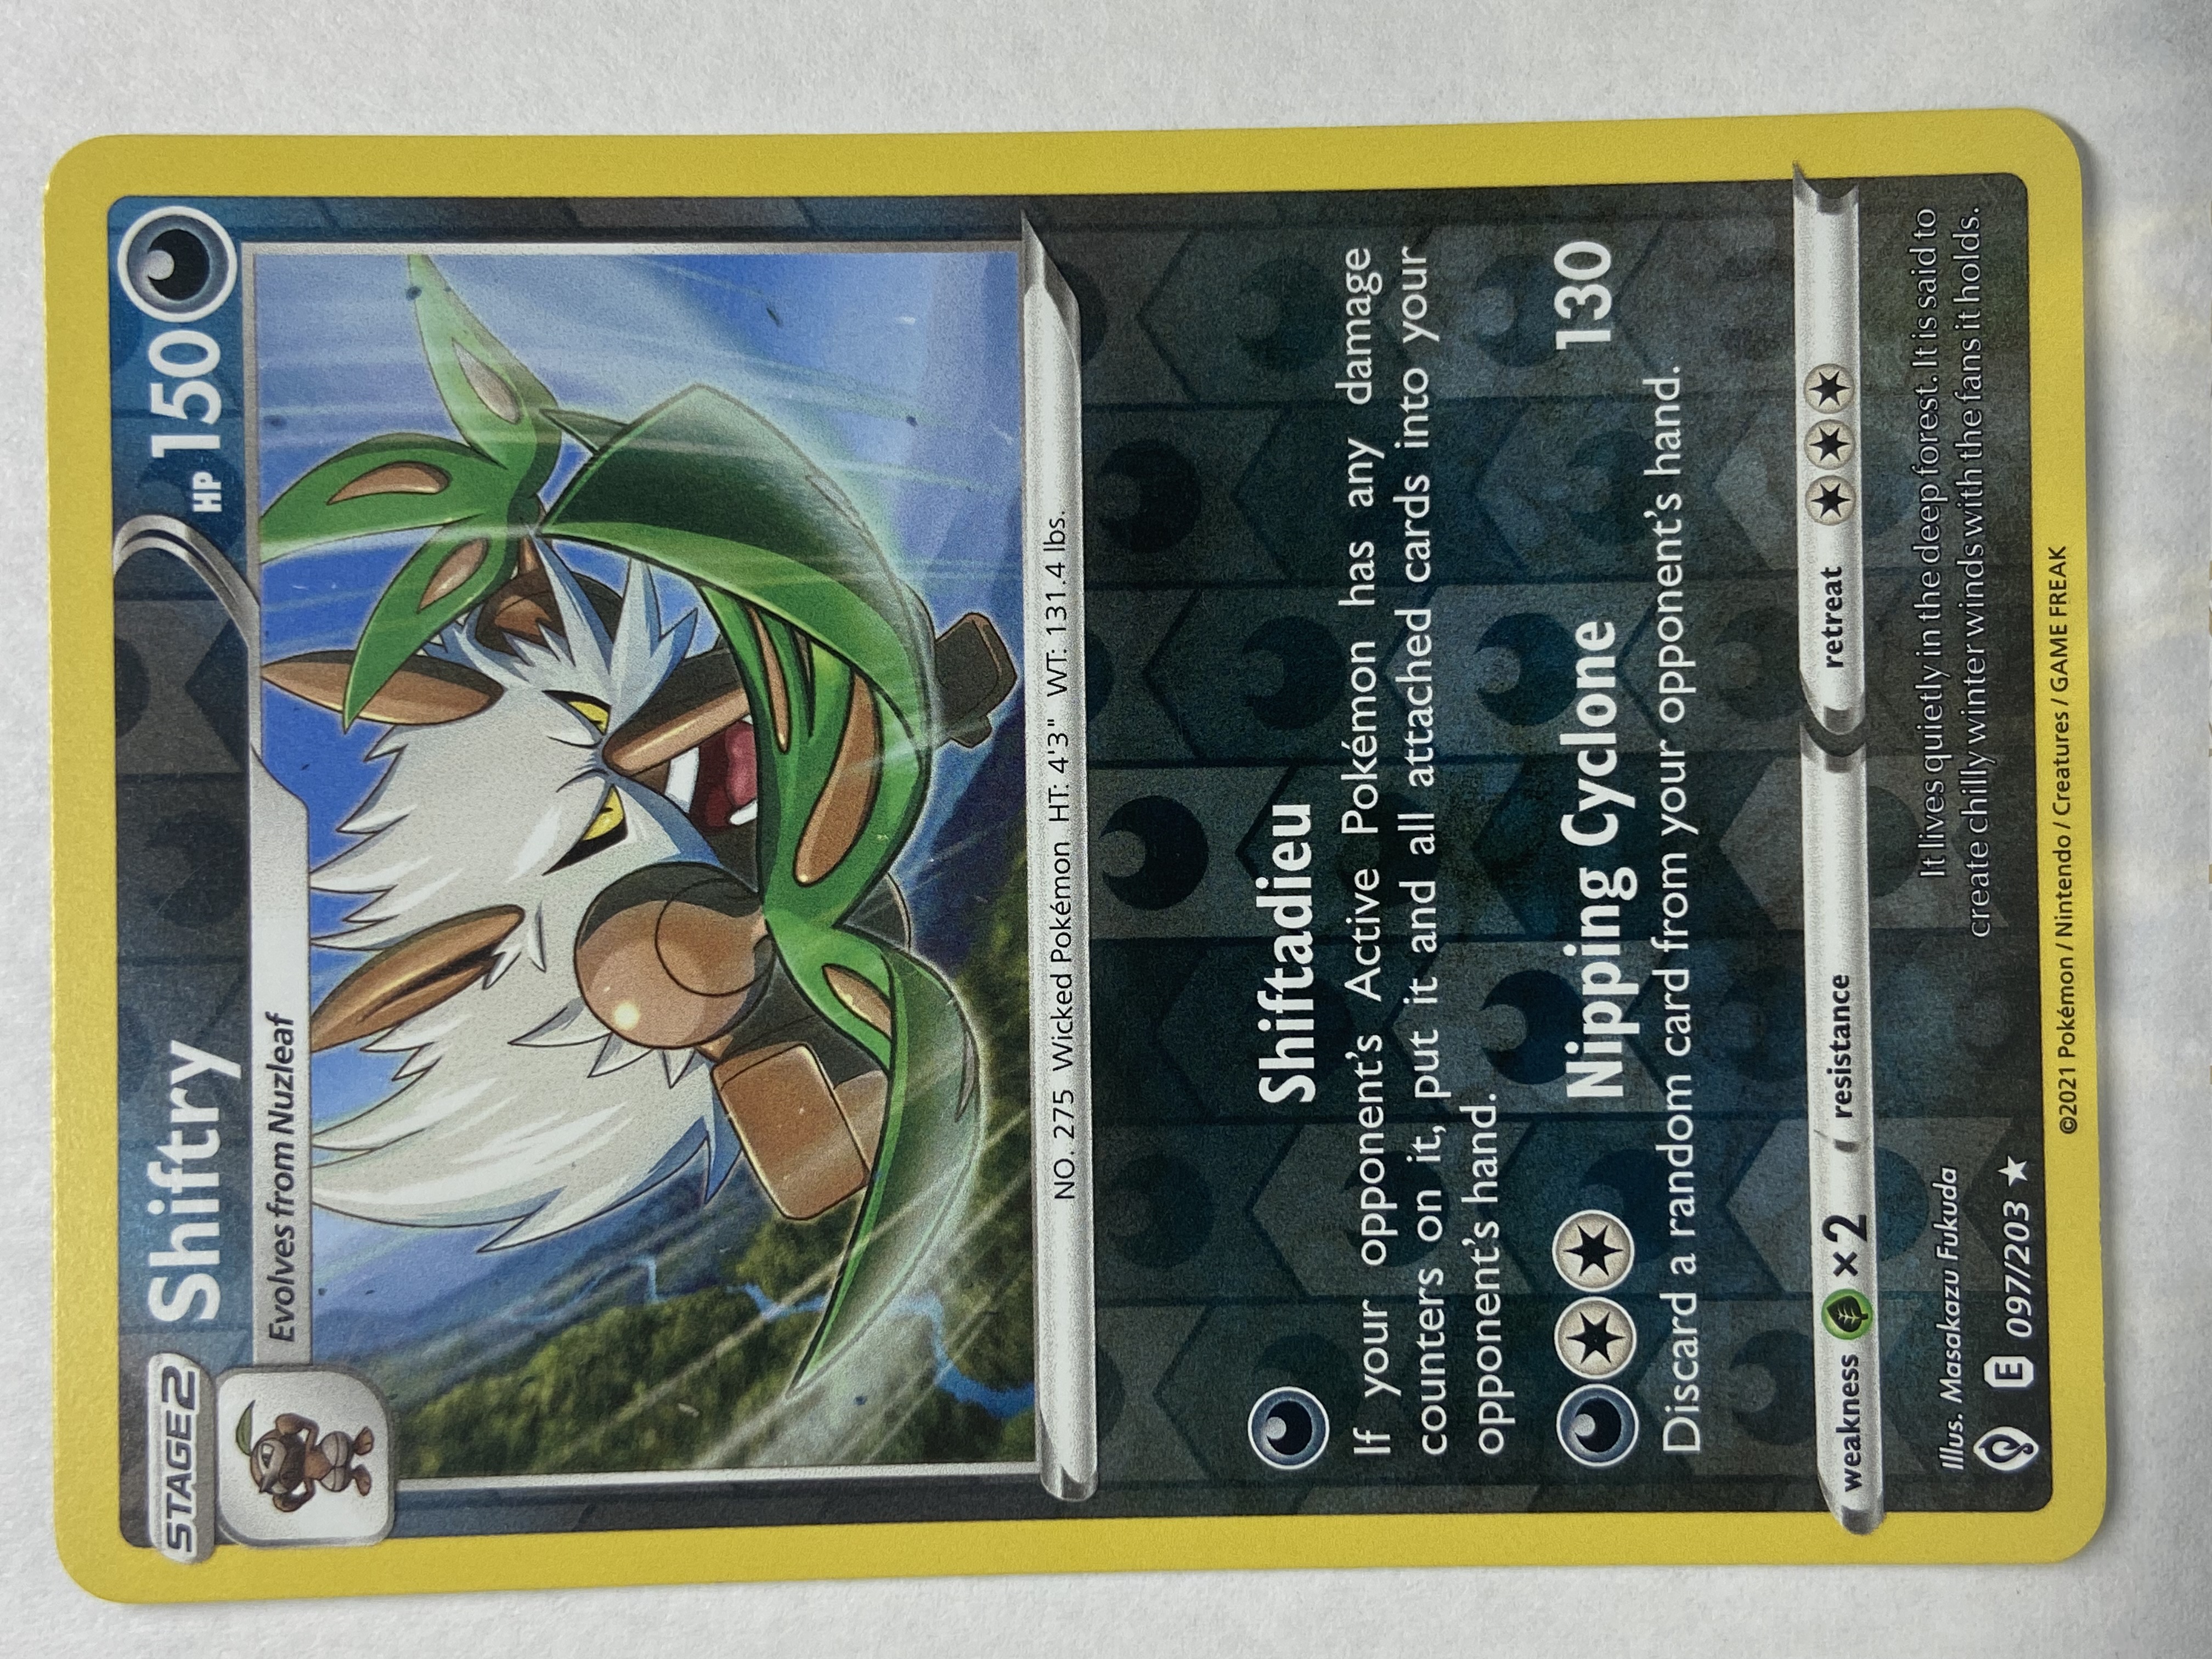 STAGE2
Shiftry
HP 150
Evolves from Nuzleaf
NO. 275 Wicked Pokémon HT: 4'3" WT: 131.4 lbs.
Shiftadieu
If your opponent's Active Pokémon has any damage
counters on it, put it and all attached cards into your
opponent's hand.
Nipping Cyclone 130
Discard a random card from your opponent's hand.
weakness ×2 resistance retreat
It lives quietly in the deep forest. It is said to
create chilly winter winds with the fans it holds.
Illus. Masakazu Fukuda
E 097/203 ★
©2021 Pokémon / Nintendo / Creatures / GAME FREAK